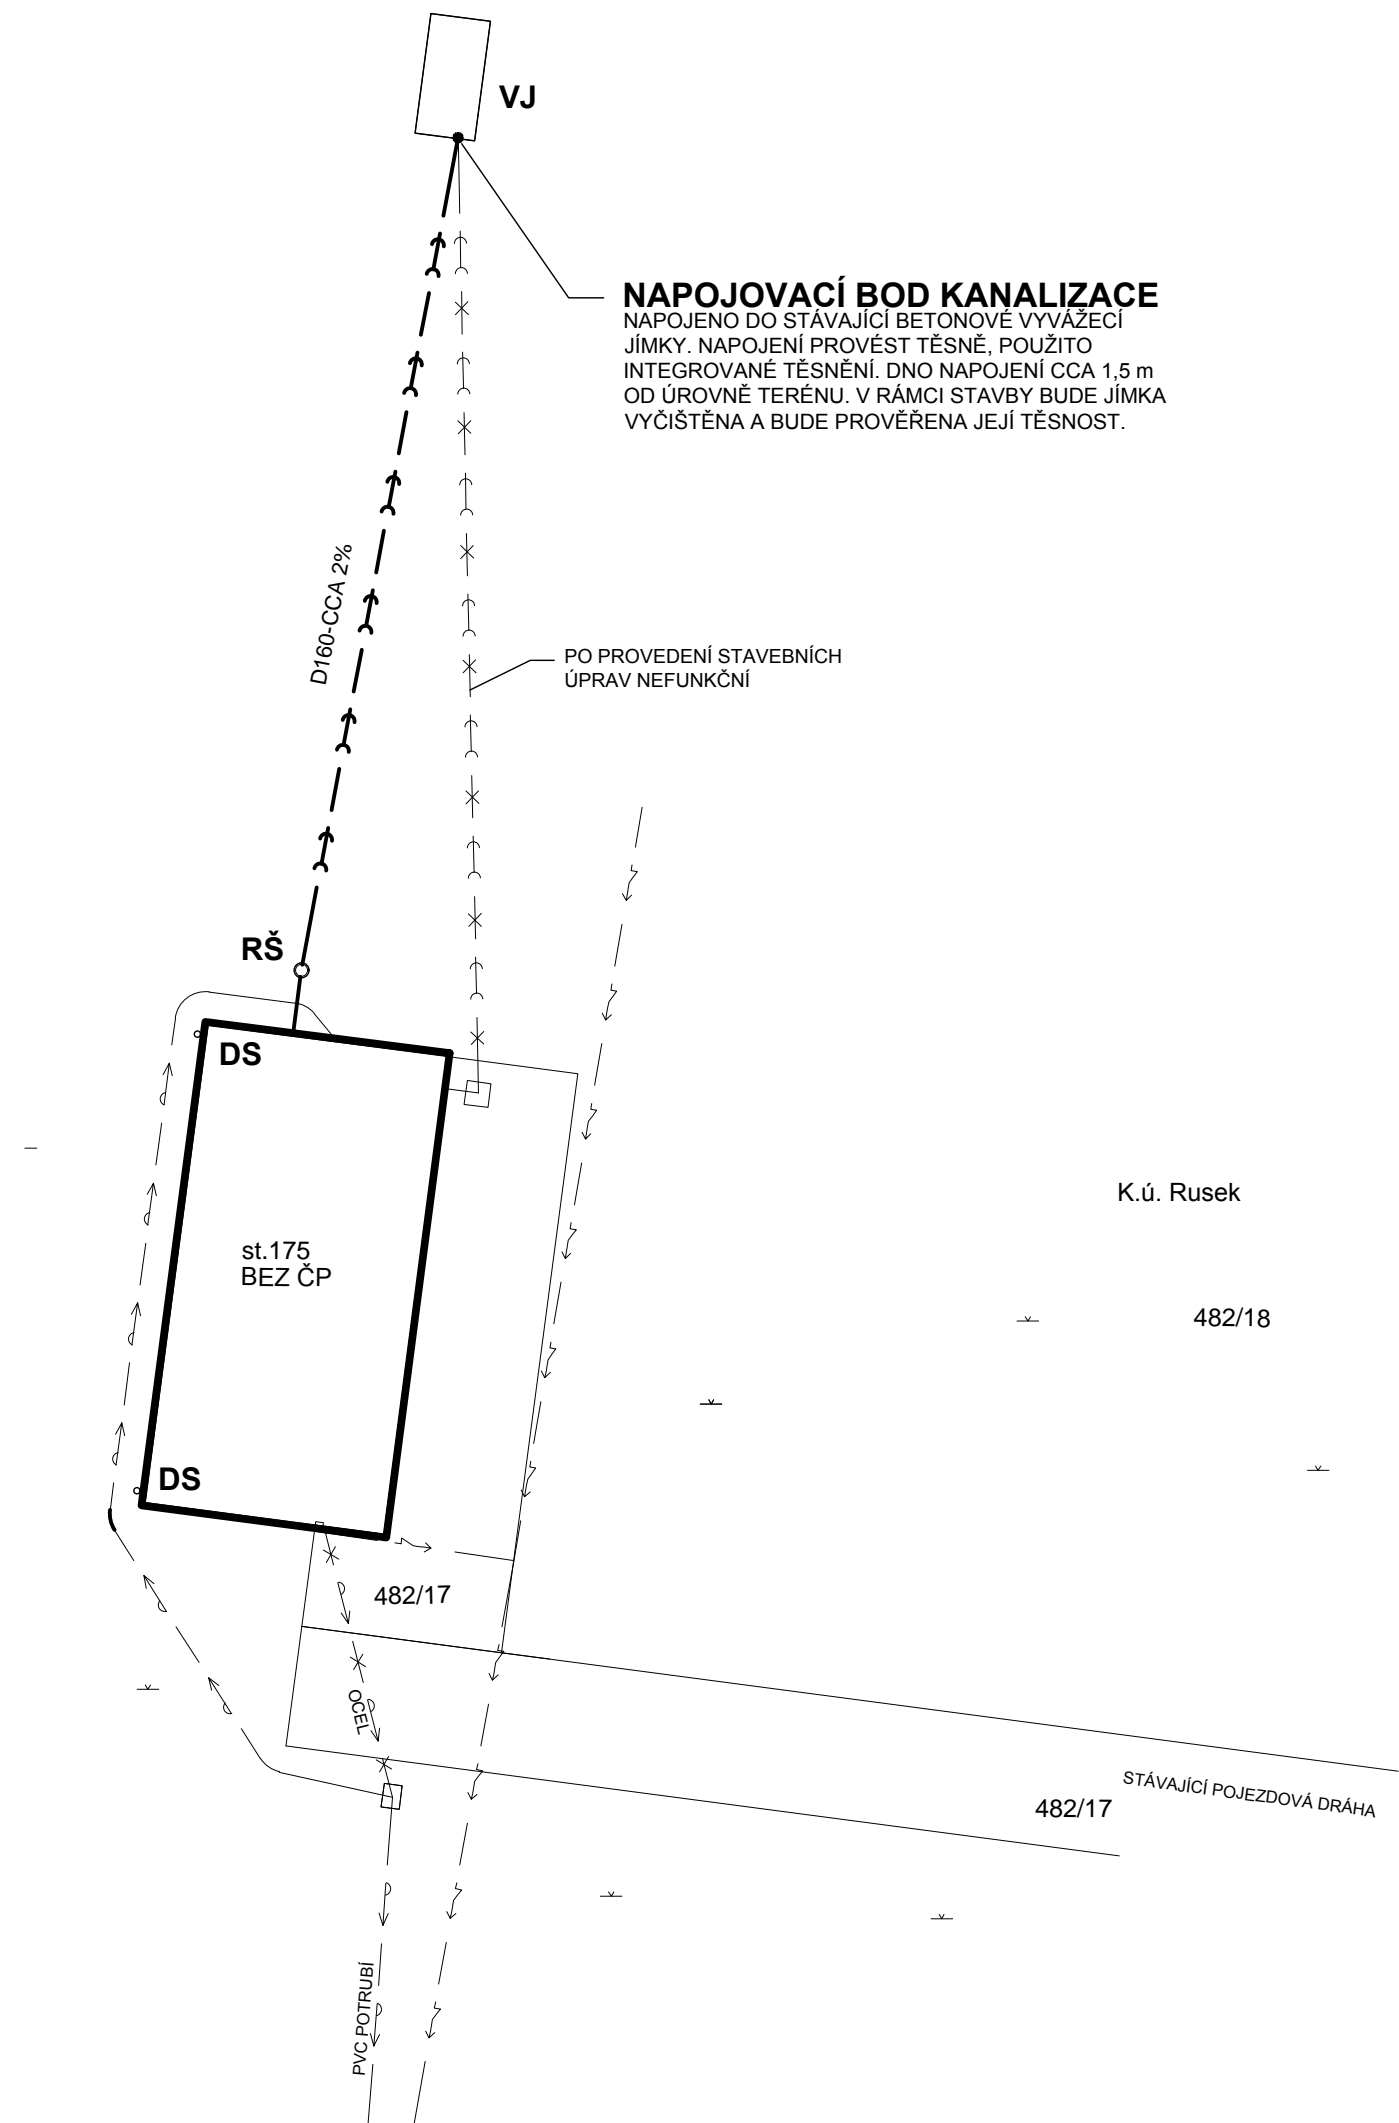 VJ
NAPOJOVACÍ BOD KANALIZACE
NAPOJENO DO STÁVAJÍCÍ BETONOVÉ VYVÁŽECÍ
JÍMKY. NAPOJENÍ PROVÉST TĚSNĚ, POUŽITO
INTEGROVANÉ TĚSNĚNÍ. DNO NAPOJENÍ CCA 1,5 m
OD ÚROVNĚ TERÉNU. V RÁMCI STAVBY BUDE JÍMKA
VYČIŠTĚNA A BUDE PROVĚŘENA JEJÍ TĚSNOST.
D160-CCA 2%
PO PROVEDENÍ STAVEBNÍCH
ÚPRAV NEFUNKČNÍ
RŠ
DS
K.ú. Rusek
st.175
BEZ ČP
482/18
DS
482/17
OCEL
STÁVAJÍCÍ POJEZDOVÁ DRÁHA
482/17
PVC POTRUBÍ